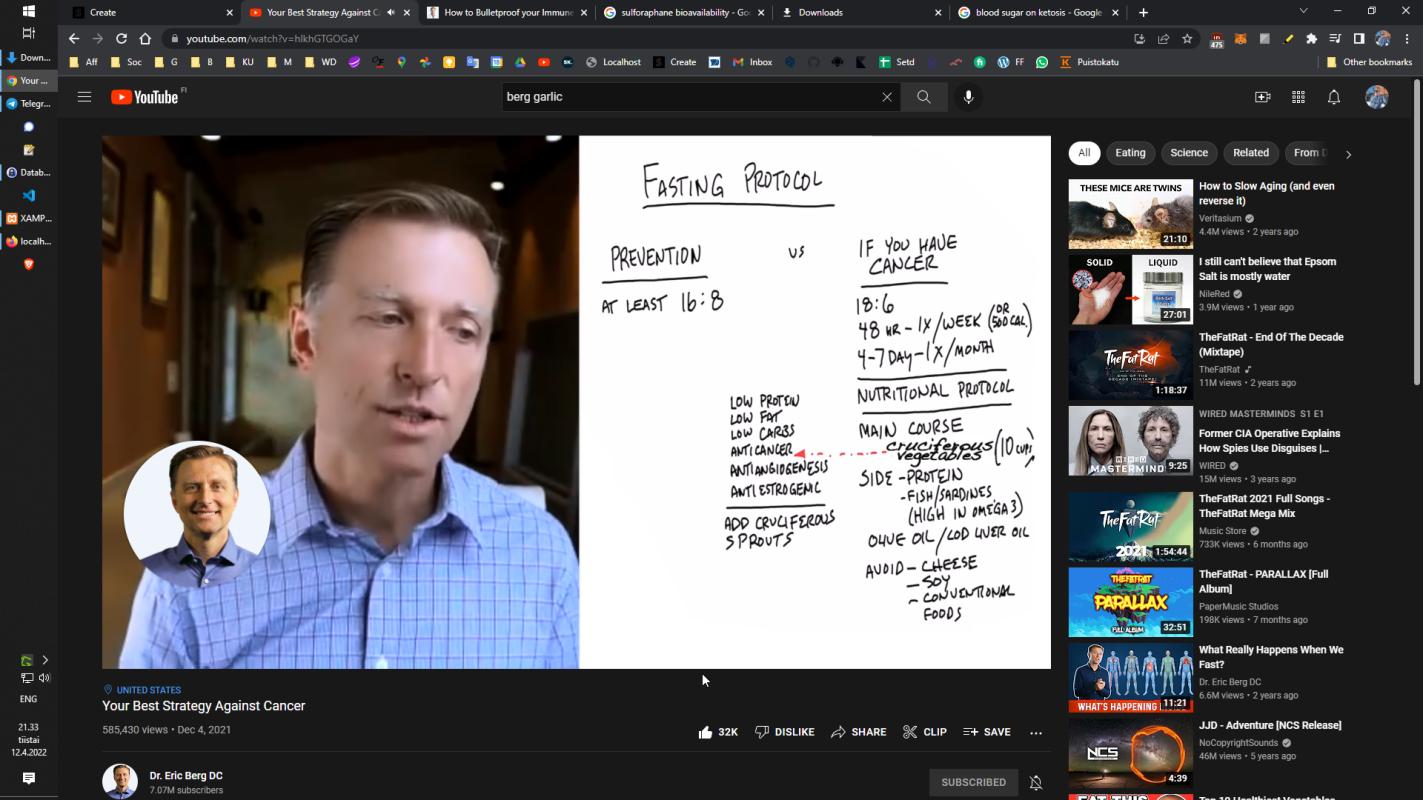 Create
Your Best Strategy Against C
How to Bulletproof your Immune
sulforaphane bioavailability - Go
Downloads
blood sugar on ketosis - Google
youtube.com/watch?v=hIkhGTGOGaY
475
Aff
Soc
G
B
KU
M
WD
Localhost
Create
Inbox
Setd
FF
Puistokatu
Other bookmarks
Down...
Your ...
Telegr...
Datab...
XAMP...
localh...
ENG
21.33
tiistai
12.4.2022
YouTube FI
berg garlic
FASTING PROTOCOL
PREVENTION
VS
IF YOU HAVE
CANCER
AT LEAST 16:8
18:6
48 HR - 1X/WEEK (OR 500 CAL.)
4-7 DAY - 1X/MONTH
NUTRITIONAL PROTOCOL
MAIN COURSE
cruciferous
vegetables
(10 CUPS)
SIDE - PROTEIN
- FISH/SARDINES
(HIGH IN OMEGA 3)
OLIVE OIL/COD LIVER OIL
AVOID - CHEESE
- SOY
- CONVENTIONAL
FOODS
LOW PROTEIN
LOW FAT
LOW CARBS
ANTICANCER
ANTIANGIOGENESIS
ANTI ESTROGENIC
ADD CRUCIFEROUS
SPROUTS
UNITED STATES
Your Best Strategy Against Cancer
585,430 views • Dec 4, 2021
32K
DISLIKE
SHARE
CLIP
SAVE
Dr. Eric Berg DC
7.07M subscribers
SUBSCRIBED
All
Eating
Science
Related
From D
THESE MICE ARE TWINS
21:10
How to Slow Aging (and even
reverse it)
Veritasium
4.4M views • 2 years ago
SOLID
LIQUID
27:01
I still can't believe that Epsom
Salt is mostly water
NileRed
3.9M views • 1 year ago
TheFatRat
1:18:37
TheFatRat - End Of The Decade
(Mixtape)
TheFatRat
11M views • 2 years ago
WIRED
MASTERMIND
9:25
WIRED MASTERMINDS S1 E1
Former CIA Operative Explains
How Spies Use Disguises |...
WIRED
15M views • 3 years ago
TheFatRat
2021
1:54:44
TheFatRat 2021 Full Songs -
TheFatRat Mega Mix
Music Store
733K views • 6 months ago
THEFATRAT
PARALLAX
FULL ALBUM
32:51
TheFatRat - PARALLAX [Full
Album]
PaperMusic Studios
198K views • 7 months ago
WHAT'S HAPPENING
11:21
What Really Happens When We
Fast?
Dr. Eric Berg DC
6.6M views • 2 years ago
NCS
4:39
JJD - Adventure [NCS Release]
NoCopyrightSounds
46M views • 5 years ago
EAT THIS
Top 10 Healthiest Vegetables